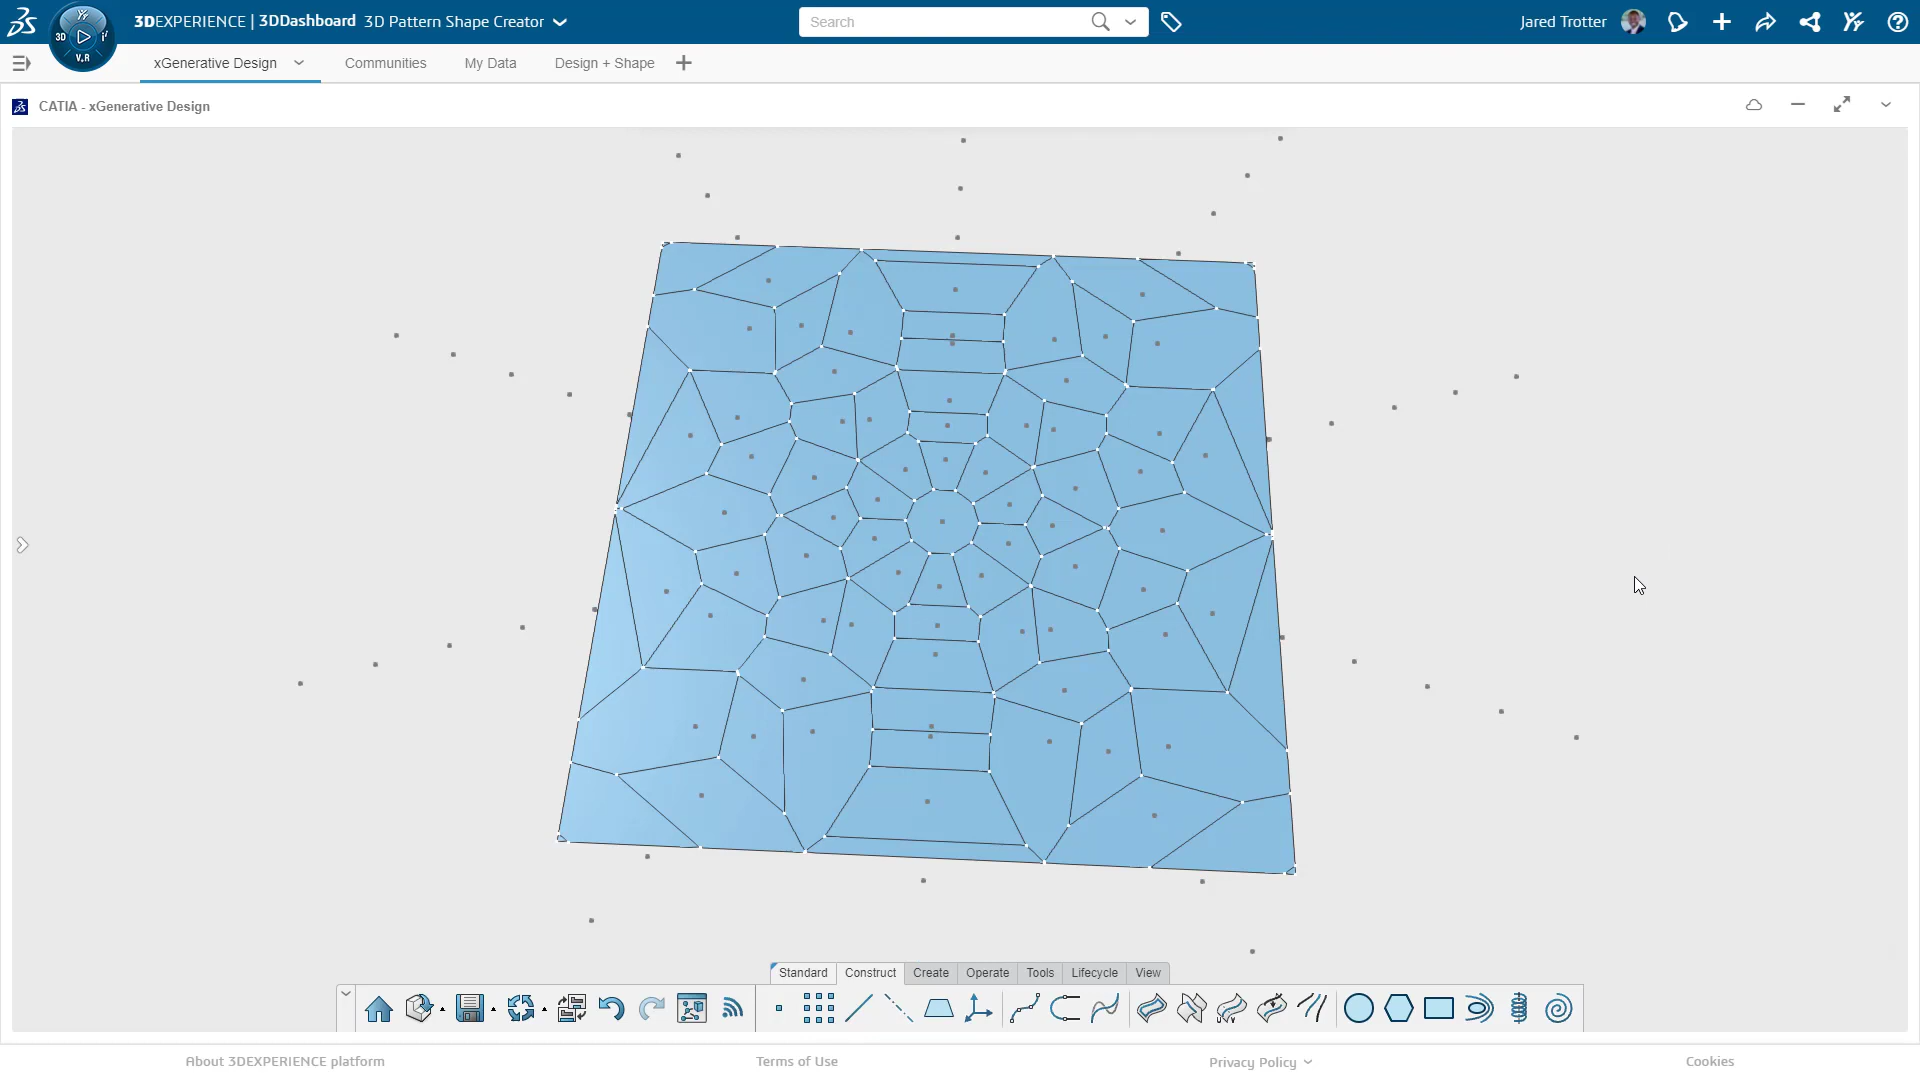 3DEXPERIENCE | 3DDashboard 3D Pattern Shape Creator
Search
Jared Trotter
3D
V.R
xGenerative Design
Communities
My Data
Design + Shape
CATIA - xGenerative Design
Standard
Construct
Create
Operate
Tools
Lifecycle
View
About 3DEXPERIENCE platform
Terms of Use
Privacy Policy
Cookies